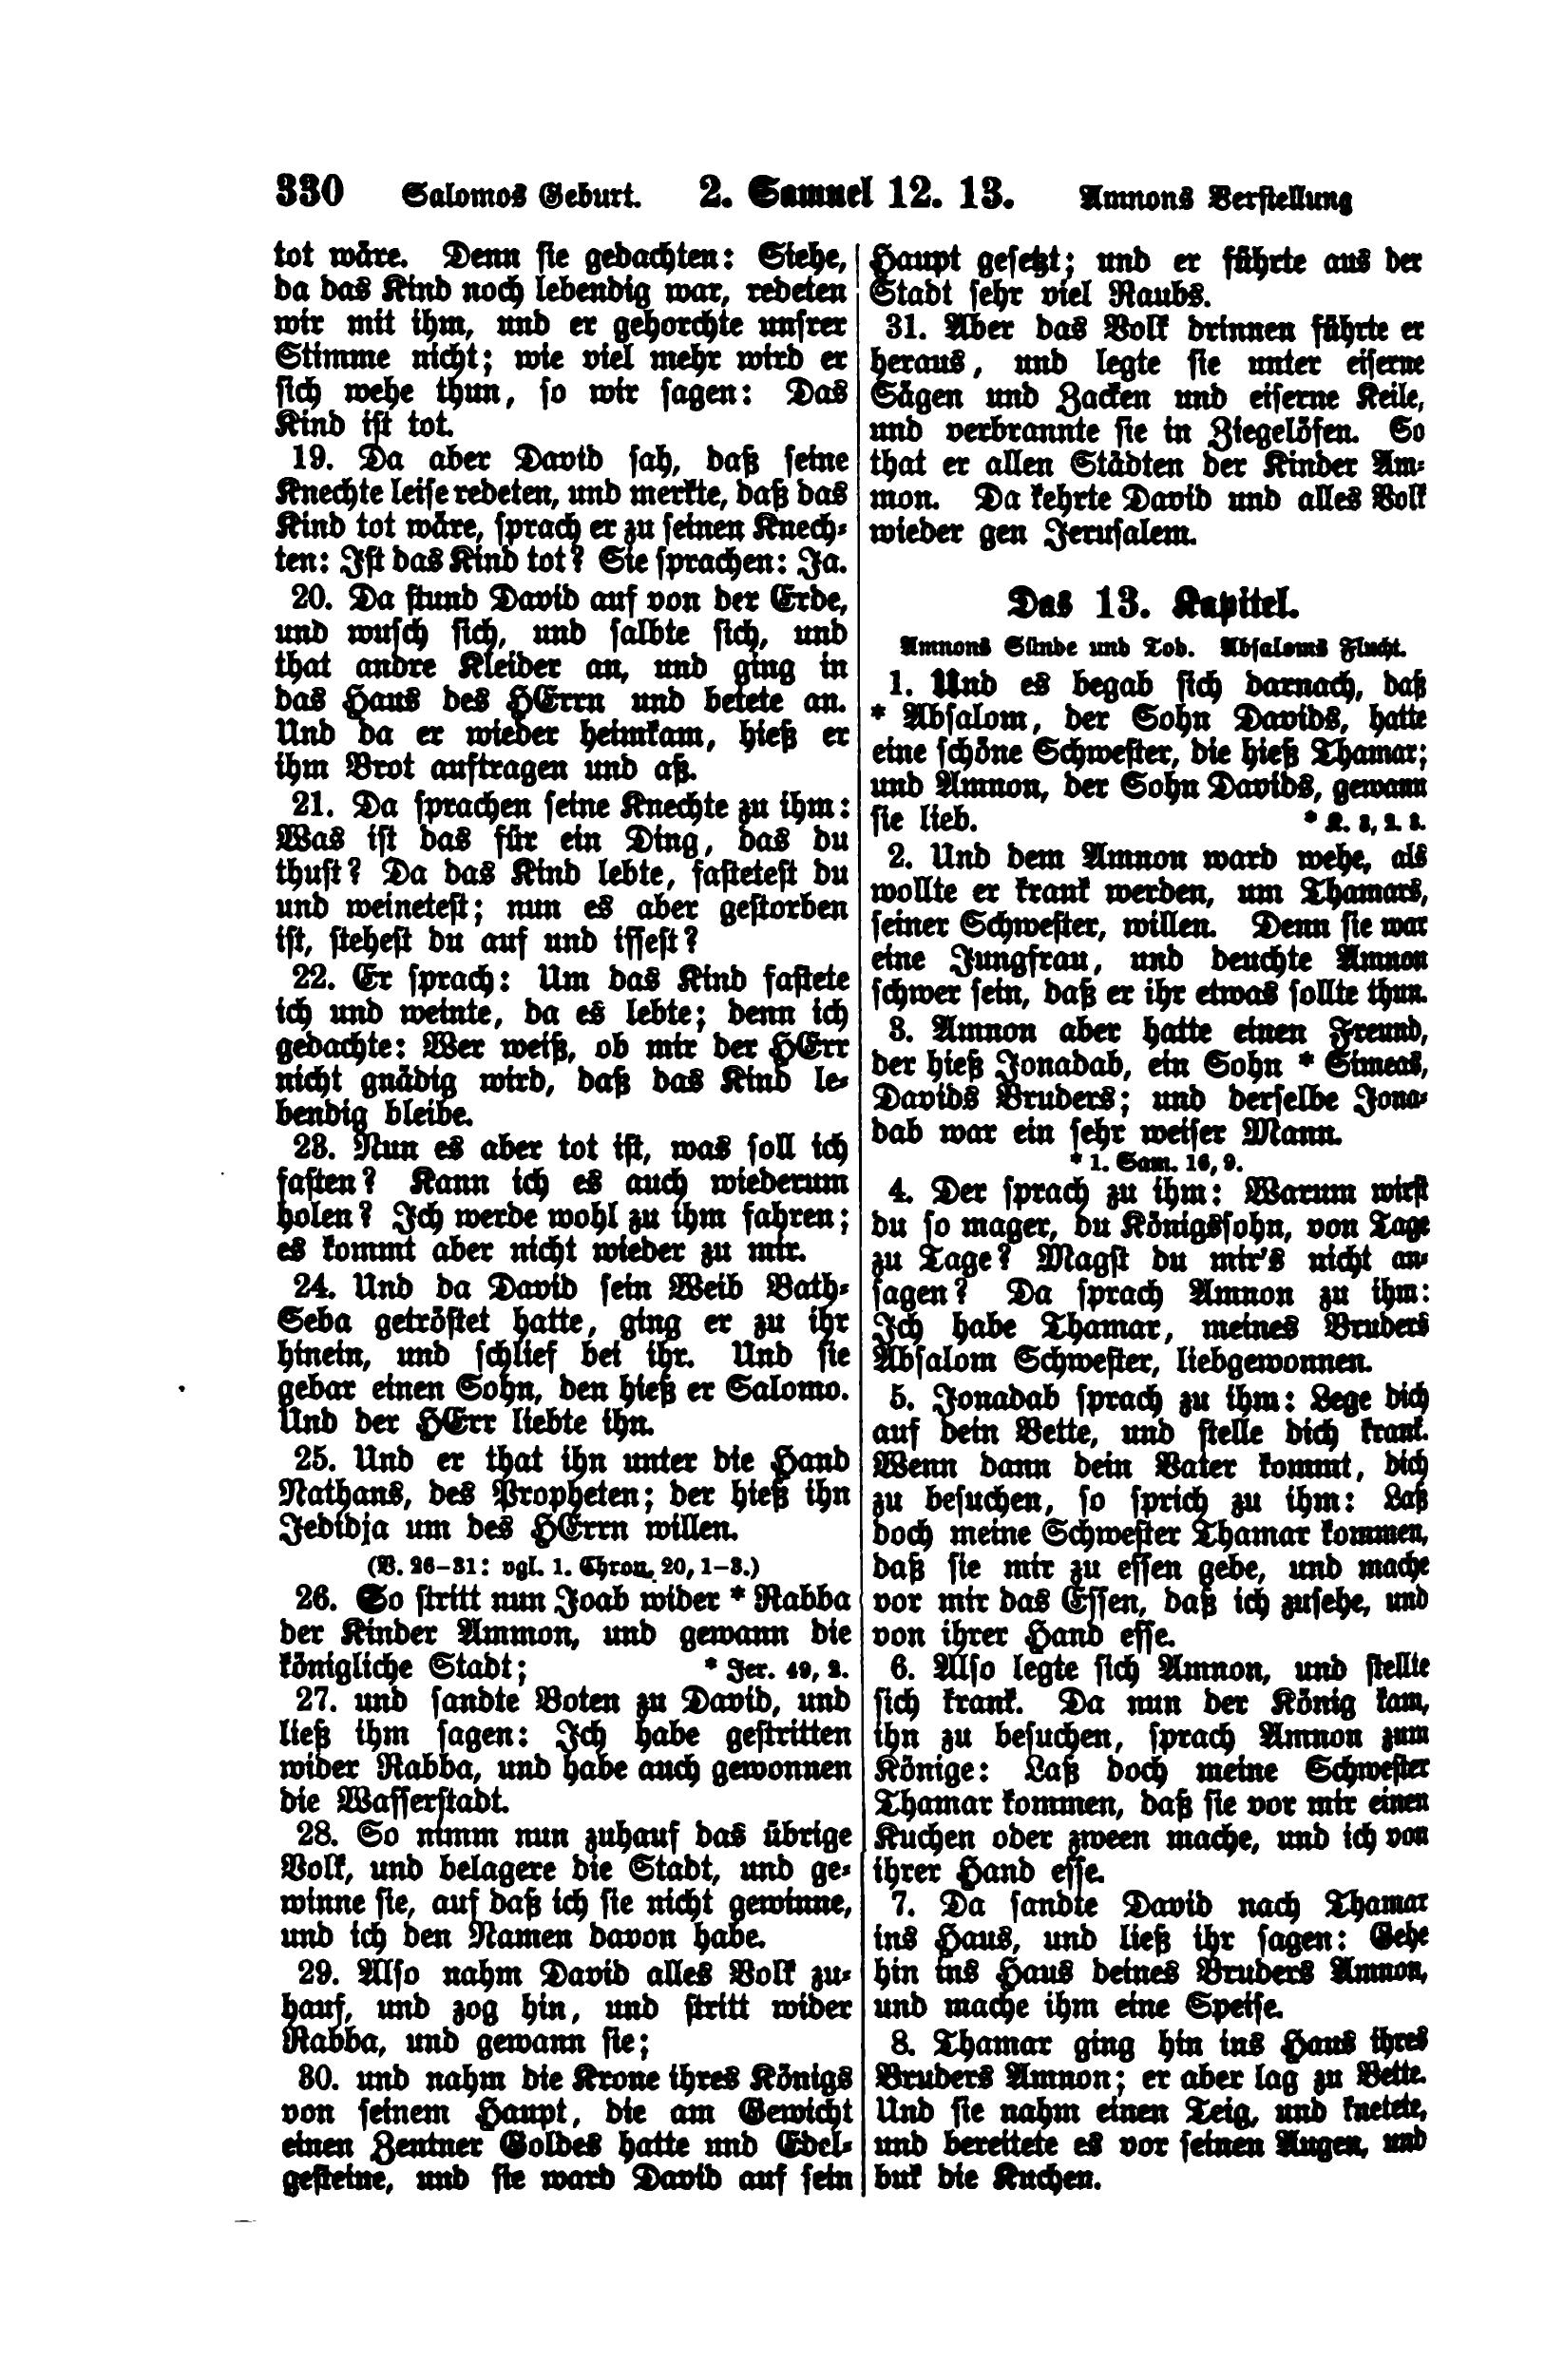 330 Salomos Geburt. 2. Samuel 12. 13. Amnons Verstellung
tot wäre. Denn sie gedachten: Siehe,
da das Kind noch lebendig war, redeten
wir mit ihm, und er gehorchte unsrer
Stimme nicht; wie viel mehr wird er
sich wehe thun, so wir sagen: Das
Kind ist tot.
19. Da aber David sah, daß seine
Knechte leise redeten, und merkte, daß das
Kind tot wäre, sprach er zu seinen Knech-
ten: Ist das Kind tot? Sie sprachen: Ja.
20. Da stund David auf von der Erde,
und wusch sich, und salbte sich, und
that andre Kleider an, und ging in
das Haus des HErrn und betete an.
Und da er wieder heimkam, hieß er
ihm Brot auftragen und aß.
21. Da sprachen seine Knechte zu ihm:
Was ist das für ein Ding, das du
thust? Da das Kind lebte, fastetest du
und weinetest; nun es aber gestorben
ist, stehest du auf und issest?
22. Er sprach: Um das Kind fastete
ich und weinte, da es lebte; denn ich
gedachte: Wer weiß, ob mir der HErr
nicht gnädig wird, daß das Kind le-
bendig bleibe.
23. Nun es aber tot ist, was soll ich
fasten? Kann ich es auch wiederum
holen? Ich werde wohl zu ihm fahren;
es kommt aber nicht wieder zu mir.
24. Und da David sein Weib Bath-
Seba getröstet hatte, ging er zu ihr
hinein, und schlief bei ihr. Und sie
gebar einen Sohn, den hieß er Salomo.
Und der HErr liebte ihn.
25. Und er that ihn unter die Hand
Nathans, des Propheten; der hieß ihn
Jedidja um des HErrn willen.
(V. 26-31: vgl. 1. Chron. 20, 1-3.)
26. So stritt nun Joab wider * Rabba
der Kinder Ammon, und gewann die
königliche Stadt; * Jer. 49, 2.
27. und sandte Boten zu David, und
ließ ihm sagen: Ich habe gestritten
wider Rabba, und habe auch gewonnen
die Wasserstadt.
28. So nimm nun zuhauf das übrige
Volk, und belagere die Stadt, und ge-
winne sie, auf daß ich sie nicht gewinne,
und ich den Namen davon habe.
29. Also nahm David alles Volk zu-
hauf, und zog hin, und stritt wider
Rabba, und gewann sie;
30. und nahm die Krone ihres Königs
von seinem Haupt, die am Gewicht
einen Zentner Goldes hatte und Edel-
gesteine, und sie ward David auf sein
Haupt gesetzt; und er führte aus der
Stadt sehr viel Raubs.
31. Aber das Volk drinnen führte er
heraus, und legte sie unter eiserne
Sägen und Zacken und eiserne Keile,
und verbrannte sie in Ziegelöfen. So
that er allen Städten der Kinder Am-
mon. Da kehrte David und alles Volk
wieder gen Jerusalem.
Das 13. Kapitel.
Amnons Sünde und Tod. Absaloms Flucht.
1. Und es begab sich darnach, daß
* Absalom, der Sohn Davids, hatte
eine schöne Schwester, die hieß Thamar;
und Amnon, der Sohn Davids, gewann
sie lieb. * K. 3, 2. 3.
2. Und dem Amnon ward wehe, als
wollte er krank werden, um Thamars,
seiner Schwester, willen. Denn sie war
eine Jungfrau, und deuchte Amnon
schwer sein, daß er ihr etwas sollte thun.
3. Amnon aber hatte einen Freund,
der hieß Jonadab, ein Sohn * Simeas,
Davids Bruders; und derselbe Jona-
dab war ein sehr weiser Mann.
* 1. Sam. 16, 9.
4. Der sprach zu ihm: Warum wirst
du so mager, du Königssohn, von Tage
zu Tage? Magst du mir's nicht an-
sagen? Da sprach Amnon zu ihm:
Ich habe Thamar, meines Bruders
Absalom Schwester, liebgewonnen.
5. Jonadab sprach zu ihm: Lege dich
auf dein Bette, und stelle dich krank.
Wenn dann dein Vater kommt, dich
zu besuchen, so sprich zu ihm: Laß
doch meine Schwester Thamar kommen,
daß sie mir zu essen gebe, und mache
vor mir das Essen, daß ich zusehe, und
von ihrer Hand esse.
6. Also legte sich Amnon, und stellte
sich krank. Da nun der König kam,
ihn zu besuchen, sprach Amnon zum
Könige: Laß doch meine Schwester
Thamar kommen, daß sie vor mir einen
Kuchen oder zween mache, und ich von
ihrer Hand esse.
7. Da sandte David nach Thamar
ins Haus, und ließ ihr sagen: Gehe
hin ins Haus deines Bruders Amnon,
und mache ihm eine Speise.
8. Thamar ging hin ins Haus ihres
Bruders Amnon; er aber lag zu Bette.
Und sie nahm einen Teig, und knetete,
und bereitete es vor seinen Augen, und
buk die Kuchen.